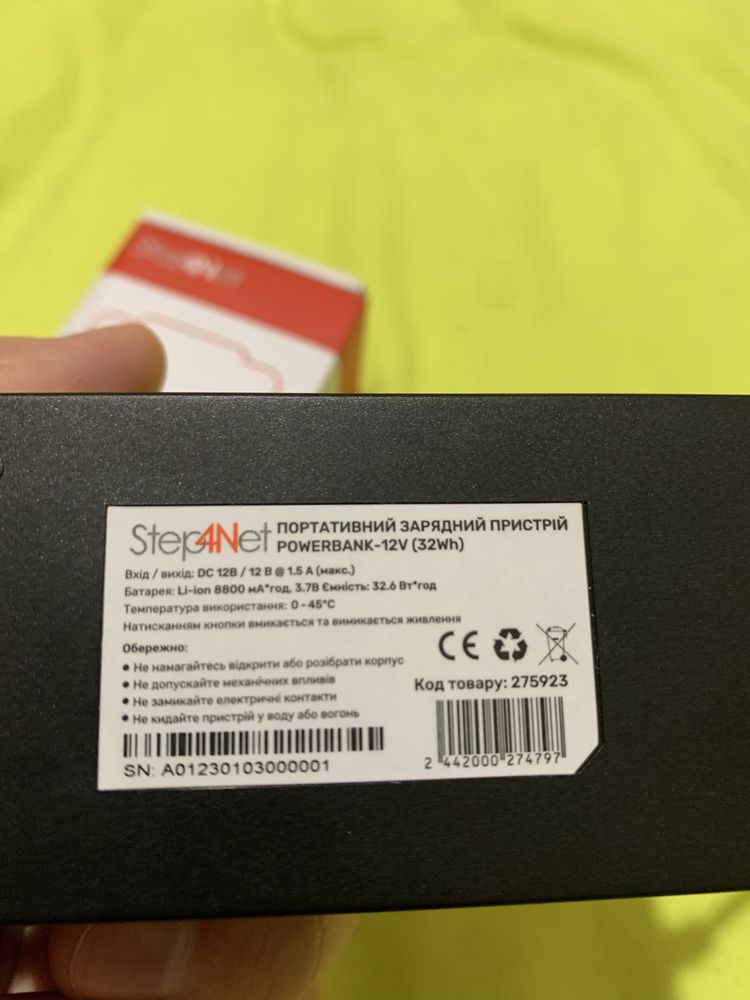 Step4Net
Step4Net
ПОРТАТИВНИЙ ЗАРЯДНИЙ ПРИСТРІЙ
POWERBANK-12V (32Wh)
Вхід / вихід: DC 12В / 12 В @ 1.5 А (макс.)
Батарея: Li-ion 8800 мА*год, 3.7В Ємність: 32.6 Вт*год
Температура використання: 0 - 45°С
Натисканням кнопки вмикається та вимикається живлення
Обережно:
• Не намагайтесь відкрити або розібрати корпус
• Не допускайте механічних впливів
• Не замикайте електричні контакти
• Не кидайте пристрій у воду або вогонь
CE
Код товару: 275923
SN: A01230103000001
2 442000 274797